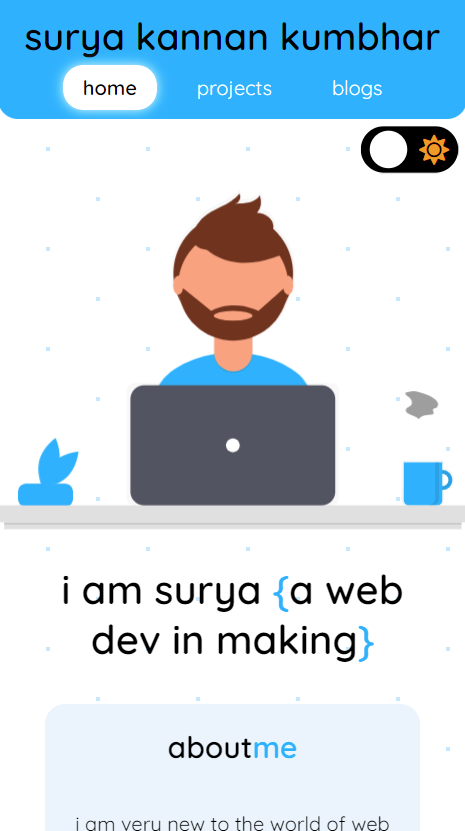 surya kannan kumbhar
home projects blogs
i am surya {a web
dev in making}
aboutme
i am very new to the world of web